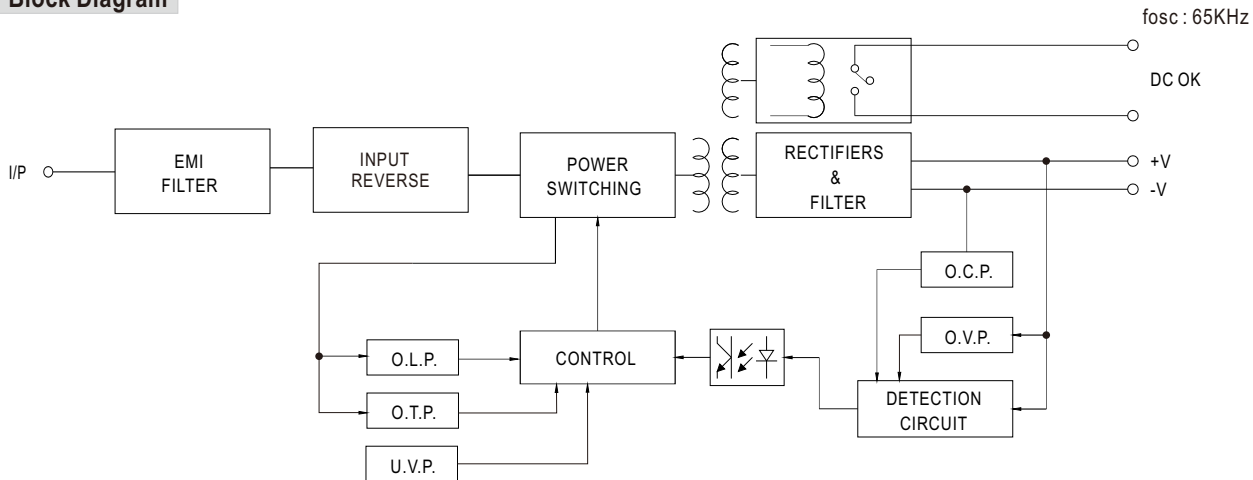 Block Diagram
fosc : 65KHz
DC OK
I/P
EMI
FILTER
INPUT
REVERSE
POWER
SWITCHING
RECTIFIERS
&
FILTER
+V
-V
O.C.P.
O.V.P.
O.L.P.
CONTROL
DETECTION
CIRCUIT
O.T.P.
U.V.P.